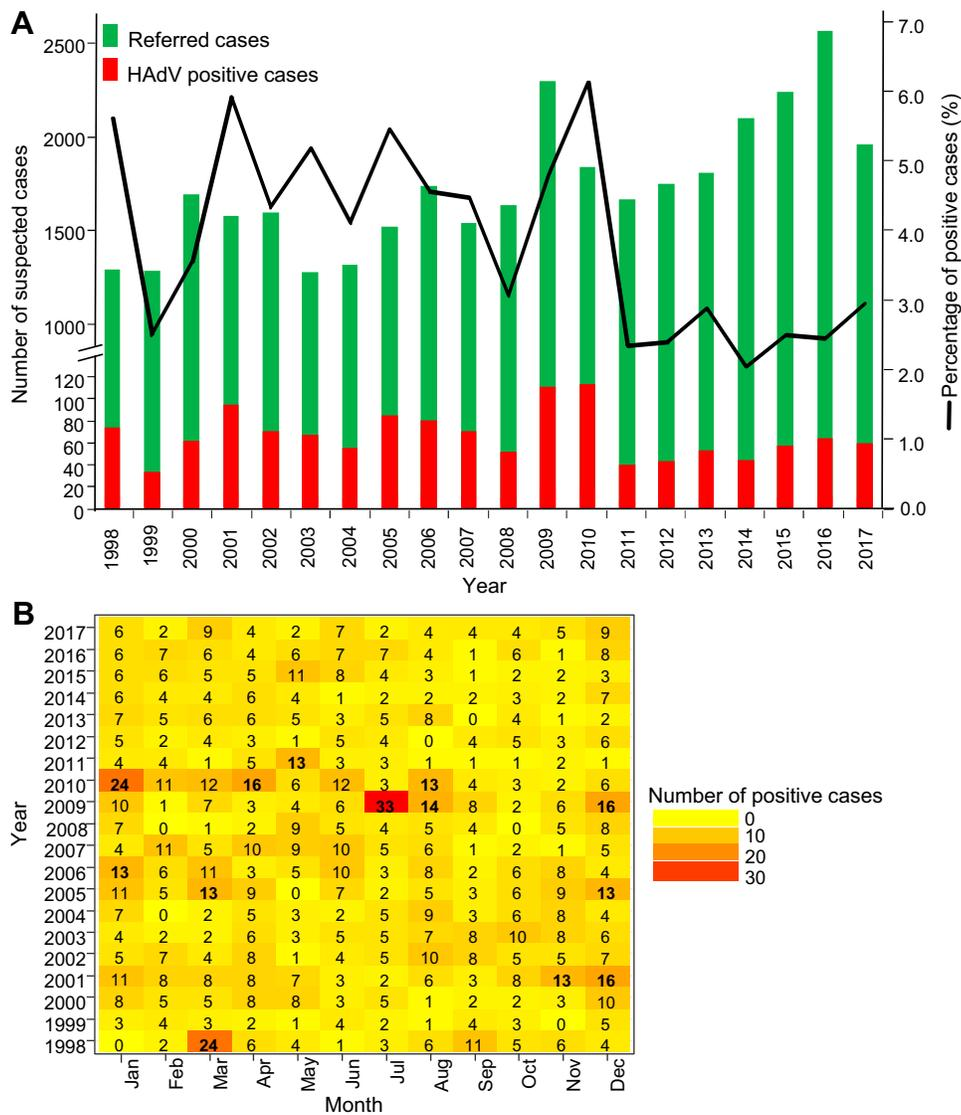 A
Referred cases
HAdV positive cases
2500
2000
1500
1000
120
100
80
60
40
20
0
Number of suspected cases
7.0
6.0
5.0
4.0
3.0
2.0
1.0
0.0
Percentage of positive cases (%)
1998 1999 2000 2001 2002 2003 2004 2005 2006 2007 2008 2009 2010 2011 2012 2013 2014 2015 2016 2017
Year
B
2017 6 2 9 4 2 7 2 4 4 4 5 9
2016 6 7 6 4 6 7 7 4 1 6 1 8
2015 6 6 5 5 11 8 4 3 1 2 2 3
2014 6 4 4 6 4 1 2 2 2 3 2 7
2013 7 5 6 6 5 3 5 8 0 4 1 2
2012 5 2 4 3 1 5 4 0 4 5 3 6
2011 4 4 1 5 13 3 3 1 1 1 2 1
2010 24 11 12 16 6 12 3 13 4 3 2 6
2009 10 1 7 3 4 6 33 14 8 2 6 16
2008 7 0 1 2 9 5 4 5 4 0 5 8
2007 4 11 5 10 9 10 5 6 1 2 1 5
2006 13 6 11 3 5 10 3 8 2 6 8 4
2005 11 5 13 9 0 7 2 5 3 6 9 13
2004 7 0 2 5 3 2 5 9 3 6 8 4
2003 4 2 2 6 3 5 5 7 8 10 8 6
2002 5 7 4 8 1 4 5 10 8 5 5 7
2001 11 8 8 8 7 3 2 6 3 8 13 16
2000 8 5 5 8 8 3 5 1 2 2 3 10
1999 3 4 3 2 1 4 2 1 4 3 0 5
1998 0 2 24 6 4 1 3 6 11 5 6 4
Year
Jan Feb Mar Apr May Jun Jul Aug Sep Oct Nov Dec
Month
Number of positive cases
0
10
20
30